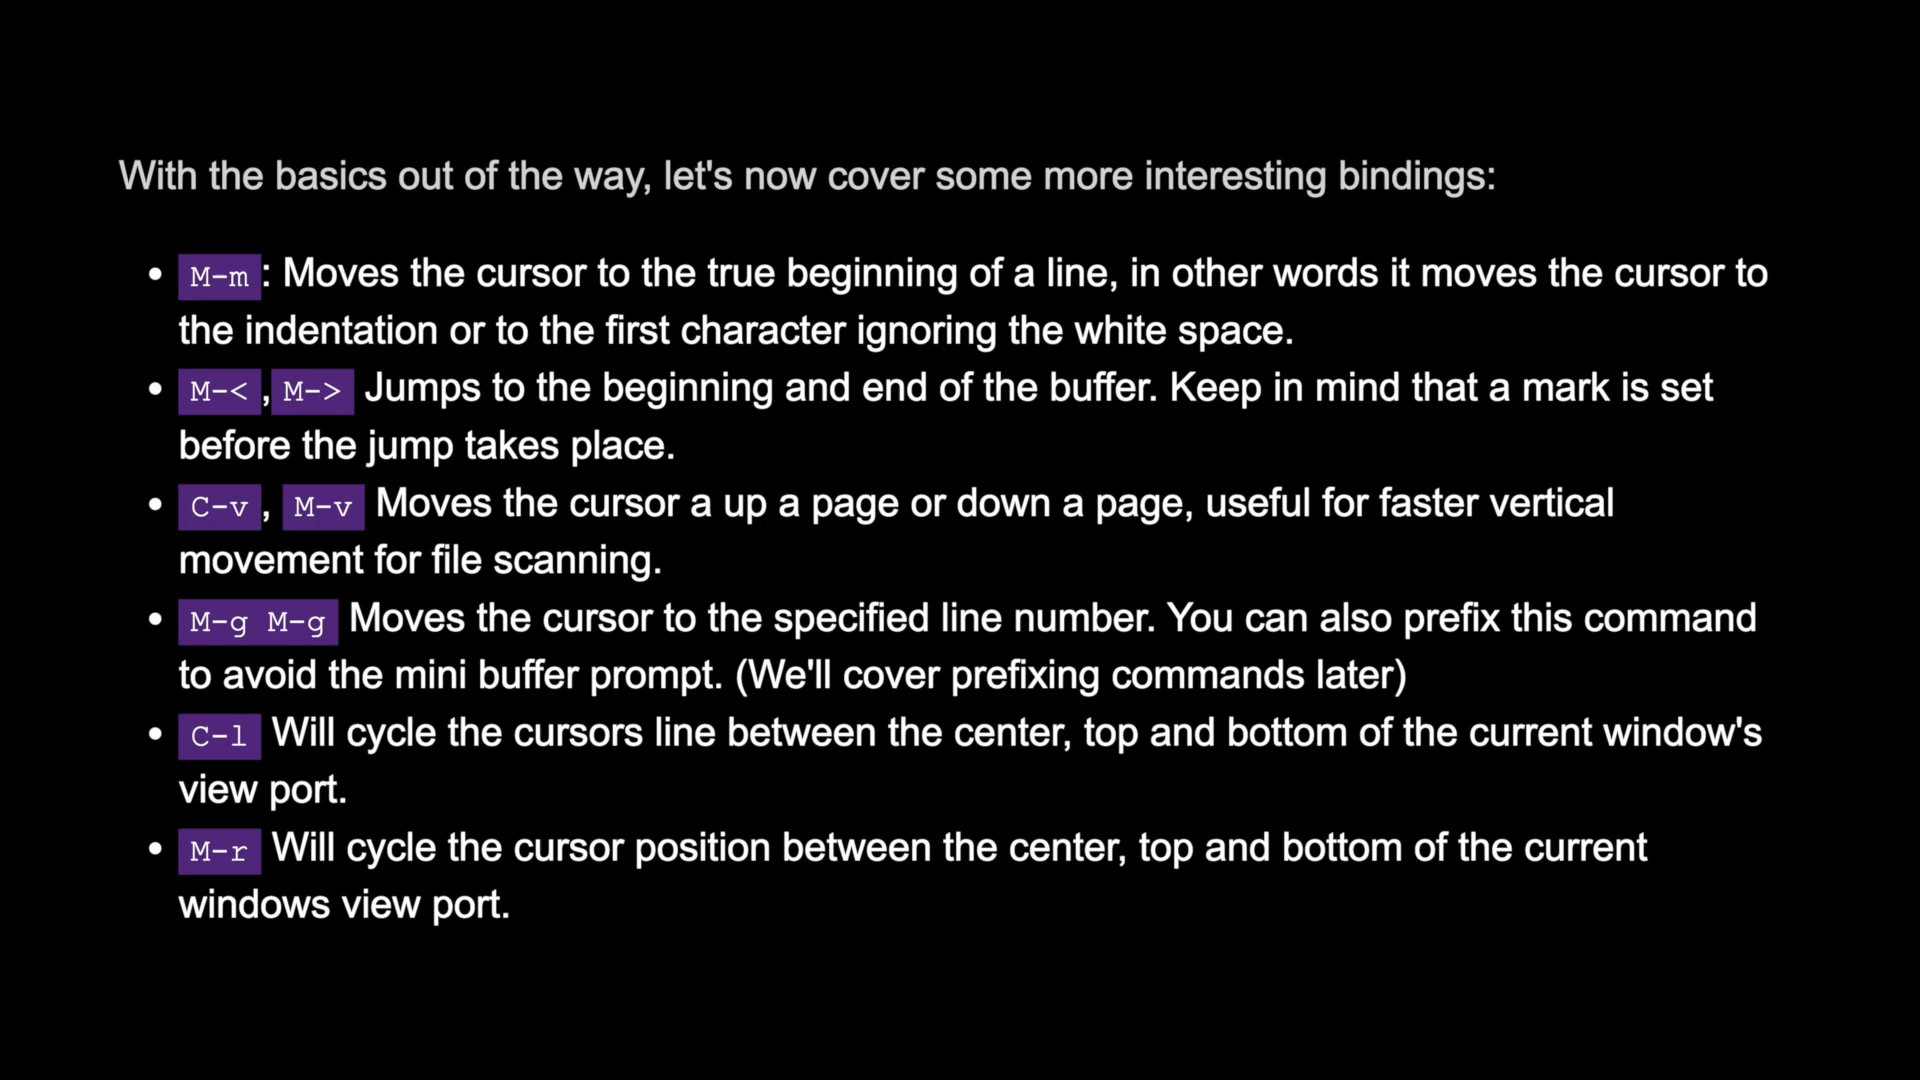 With the basics out of the way, let's now cover some more interesting bindings:
• M-m: Moves the cursor to the true beginning of a line, in other words it moves the cursor to
the indentation or to the first character ignoring the white space.
• M-<,M-> Jumps to the beginning and end of the buffer. Keep in mind that a mark is set
before the jump takes place.
• C-v, M-v Moves the cursor a up a page or down a page, useful for faster vertical
movement for file scanning.
• M-g M-g Moves the cursor to the specified line number. You can also prefix this command
to avoid the mini buffer prompt. (We'll cover prefixing commands later)
• C-l Will cycle the cursors line between the center, top and bottom of the current window's
view port.
• M-r Will cycle the cursor position between the center, top and bottom of the current
windows view port.